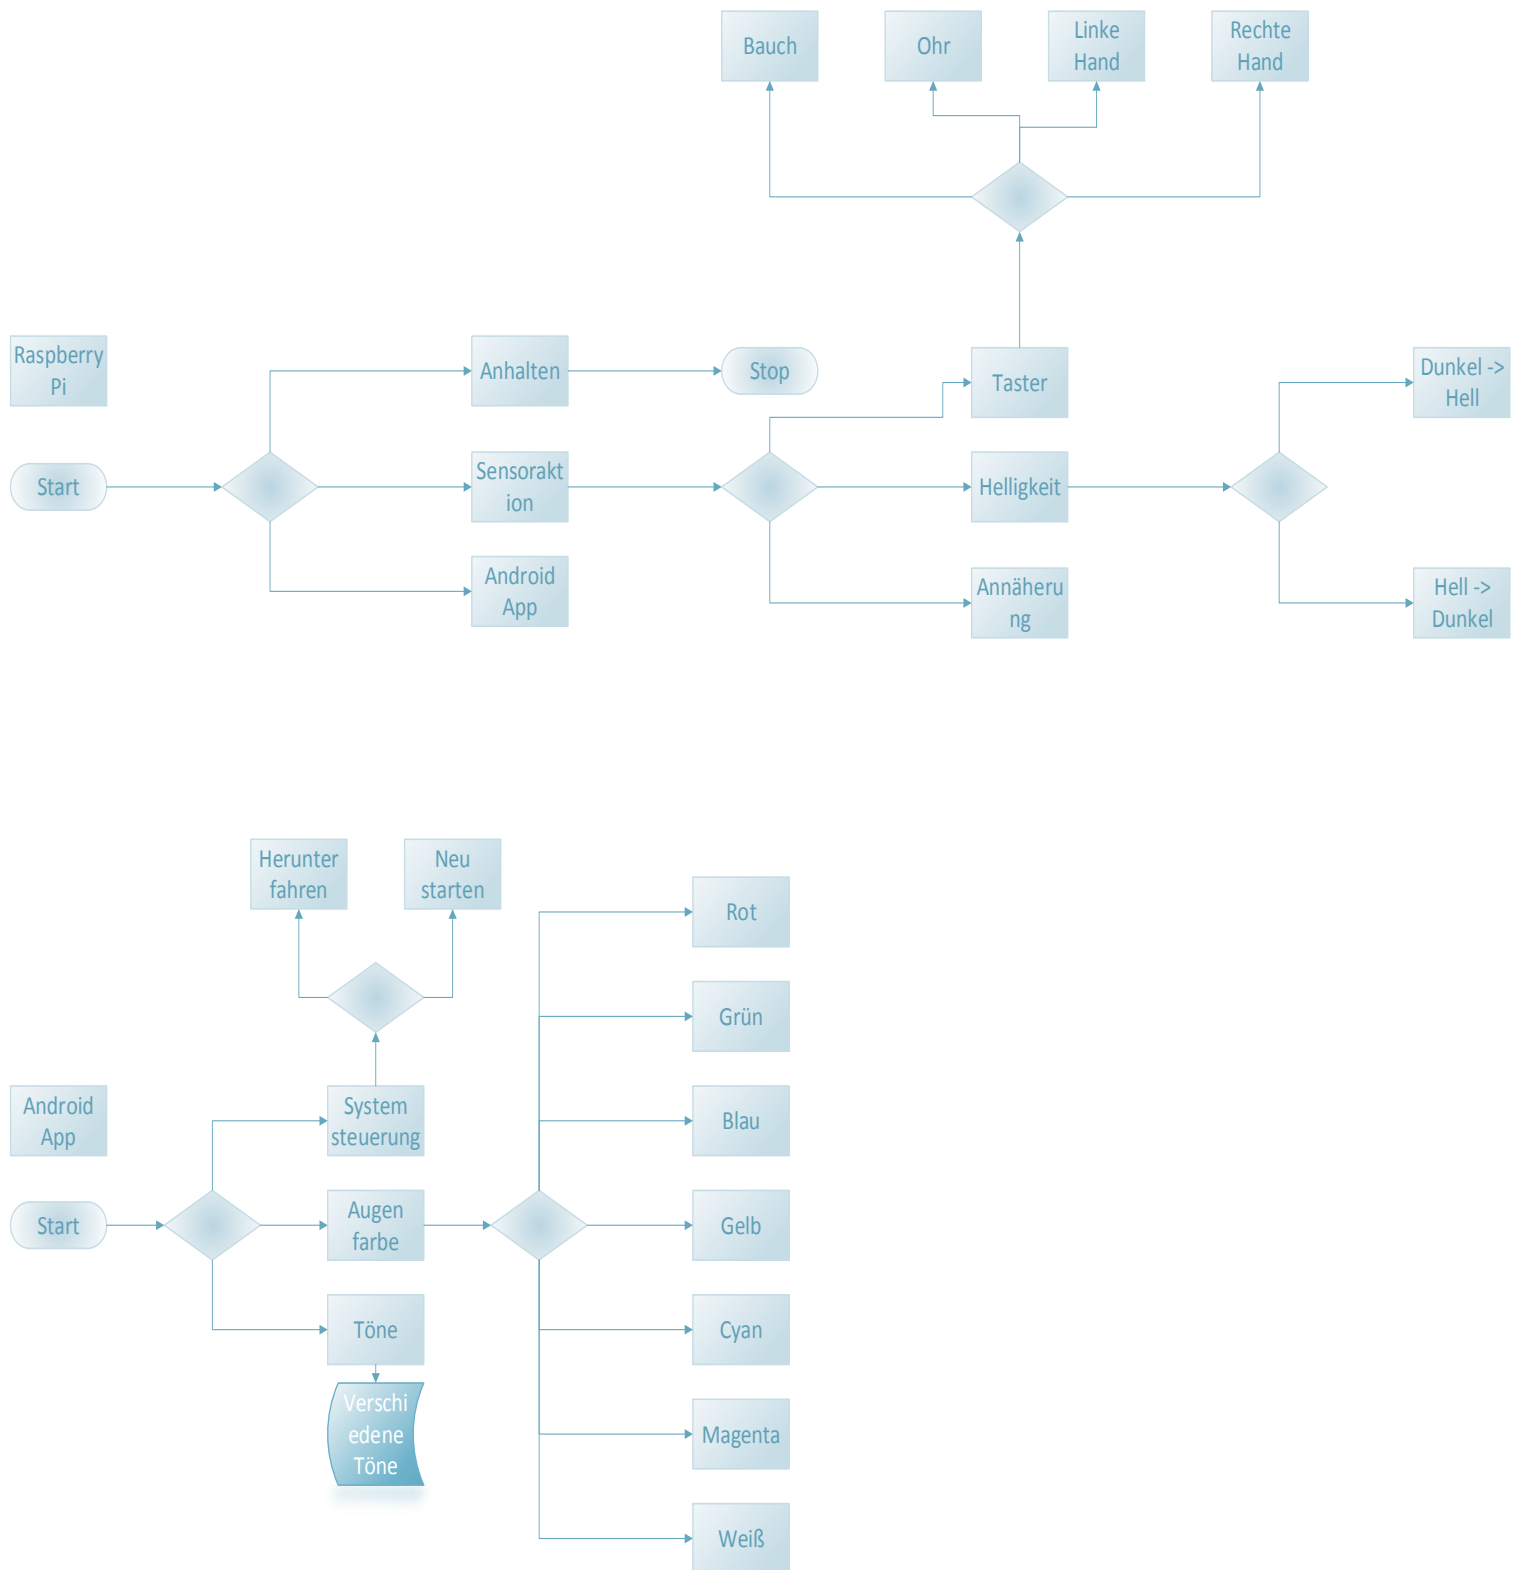 Bauch
Ohr
Linke
Hand
Rechte
Hand
Raspberry
Pi
Anhalten
Stop
Taster
Dunkel ->
Hell
Start
Sensorakt
ion
Helligkeit
Android
App
Annäheru
ng
Hell ->
Dunkel
Herunter
fahren
Neu
starten
Rot
Grün
Android
App
System
steuerung
Blau
Start
Augen
farbe
Gelb
Töne
Cyan
Verschi
edene
Töne
Magenta
Weiß